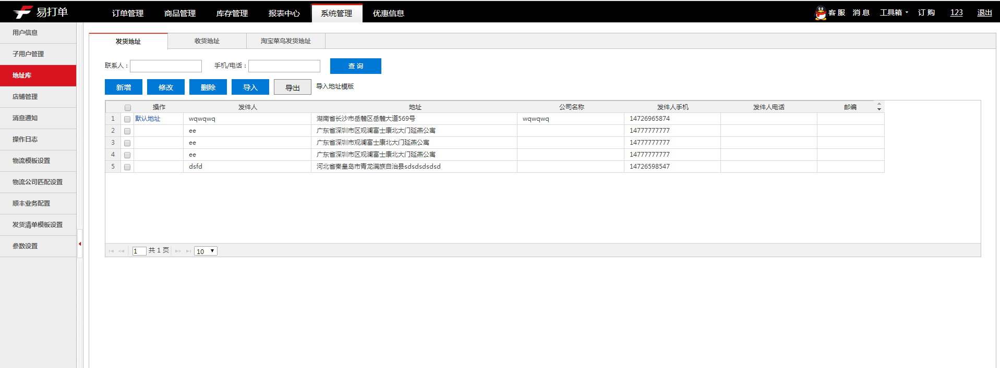 易打单
订单管理 商品管理 库存管理 报表中心 系统管理 优惠信息
客 服 消 息 工具箱 订 购 123 退出
用户信息
子用户管理
地址库
店铺管理
消息通知
操作日志
物流模板设置
物流公司匹配设置
顺丰业务配置
发货清单模板设置
参数设置
发货地址 收货地址 淘宝菜鸟发货地址
联系人： 手机/电话： 查 询
新增 修改 删除 导入 导出 导入地址模版
操作 发件人 地址 公司名称 发件人手机 发件人电话 邮编
1 默认地址 wqwqwq 湖南省长沙市岳麓区岳麓大道569号 wqwqwq 14726965874
2 ee 广东省深圳市区观澜富士康北大门延燕公寓 14777777777
3 ee 广东省深圳市观澜富士康北大门延燕公寓 14777777777
4 ee 广东省深圳市区观澜富士康北大门延燕公寓 14777777777
5 dsfd 河北省秦皇岛市青龙满族自治县sdsdsdsdsd 14726598547
1 共 1 页 10